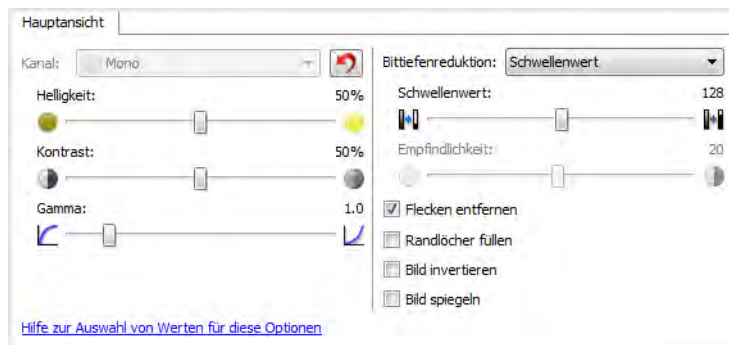 Hauptansicht
Kanal: Mono
Helligkeit: 50%
Kontrast: 50%
Gamma: 1.0
Hilfe zur Auswahl von Werten für diese Optionen
Bittiefenreduktion: Schwellenwert
Schwellenwert: 128
Empfindlichkeit: 20
Flecken entfernen
Randlöcher füllen
Bild invertieren
Bild spiegeln